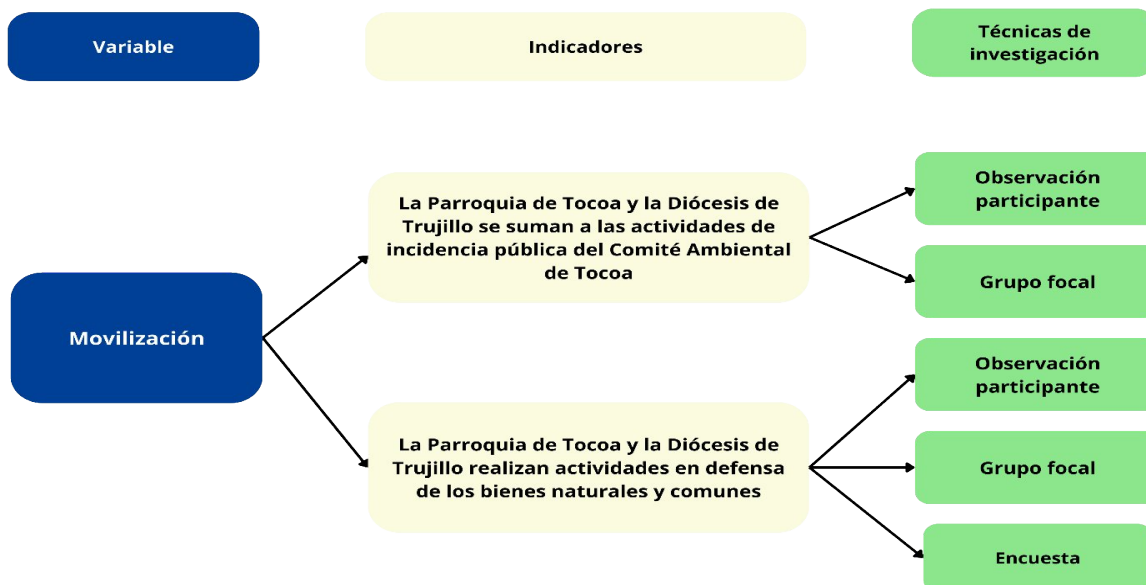 Variable
Indicadores
Técnicas de
investigación
Movilización
La Parroquia de Tocoa y la Diócesis de
Trujillo se suman a las actividades de
incidencia pública del Comité Ambiental
de Tocoa
Observación
participante
Grupo focal
La Parroquia de Tocoa y la Diócesis de
Trujillo realizan actividades en defensa
de los bienes naturales y comunes
Observación
participante
Grupo focal
Encuesta